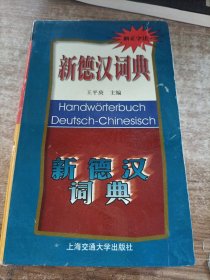 新德汉词典
王平庚 主编
Handwörterbuch
Deutsch-Chinesisch
新德汉
词典
上海交通大学出版社